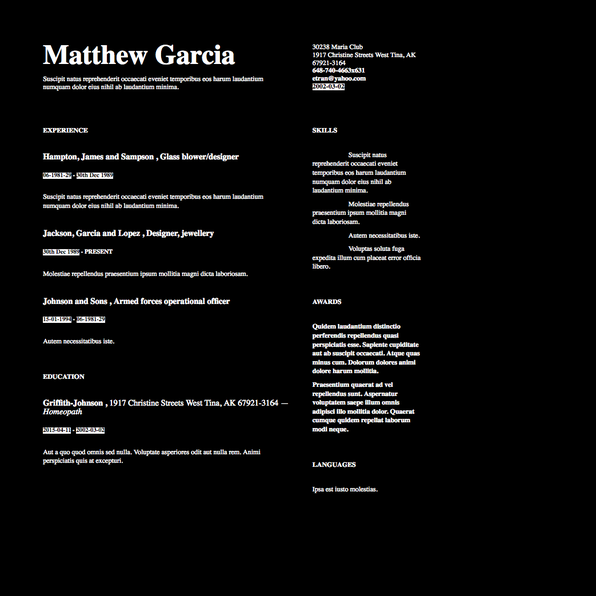 Matthew Garcia
Suscipit natus reprehenderit occaecati eveniet temporibus eos harum laudantium
numquam dolor eius nihil ab laudantium minima.
30238 Maria Club
1917 Christine Streets West Tina, AK
67921-3164
648-740-4663x631
etran@yahoo.com
2002-03-02
EXPERIENCE
Hampton, James and Sampson , Glass blower/designer
06-1981-29 - 30th Dec 1989
Suscipit natus reprehenderit occaecati eveniet temporibus eos harum laudantium
numquam dolor eius nihil ab laudantium minima.
Jackson, Garcia and Lopez , Designer, jewellery
30th Dec 1989 - PRESENT
Molestiae repellendus praesentium ipsum mollitia magni dicta laboriosam.
Johnson and Sons , Armed forces operational officer
15-01-1994 - 06-1981-29
Autem necessitatibus iste.
EDUCATION
Griffith-Johnson , 1917 Christine Streets West Tina, AK 67921-3164 —
Homeopath
2015-04-11 - 2002-03-02
Aut a quo quod omnis sed nulla. Voluptate asperiores odit aut nulla rem. Animi
perspiciatis quis at excepturi.
SKILLS
Suscipit natus
reprehenderit occaecati eveniet
temporibus eos harum laudantium
numquam dolor eius nihil ab
laudantium minima.
Molestiae repellendus
praesentium ipsum mollitia magni
dicta laboriosam.
Autem necessitatibus iste.
Voluptas soluta fuga
expedita illum cum placeat error officia
libero.
AWARDS
Quidem laudantium distinctio
perferendis repellendus quasi
perspiciatis esse. Sapiente cupiditate
aut ab suscipit occaecati. Atque quas
minus cum. Dolorum dolores animi
dolore harum mollitia.
Praesentium quaerat ad vel
repellendus sunt. Aspernatur
voluptatem saepe illum omnis
adipisci illo mollitia dolor. Quaerat
cumque quidem repellat laborum
modi neque.
LANGUAGES
Ipsa est iusto molestias.